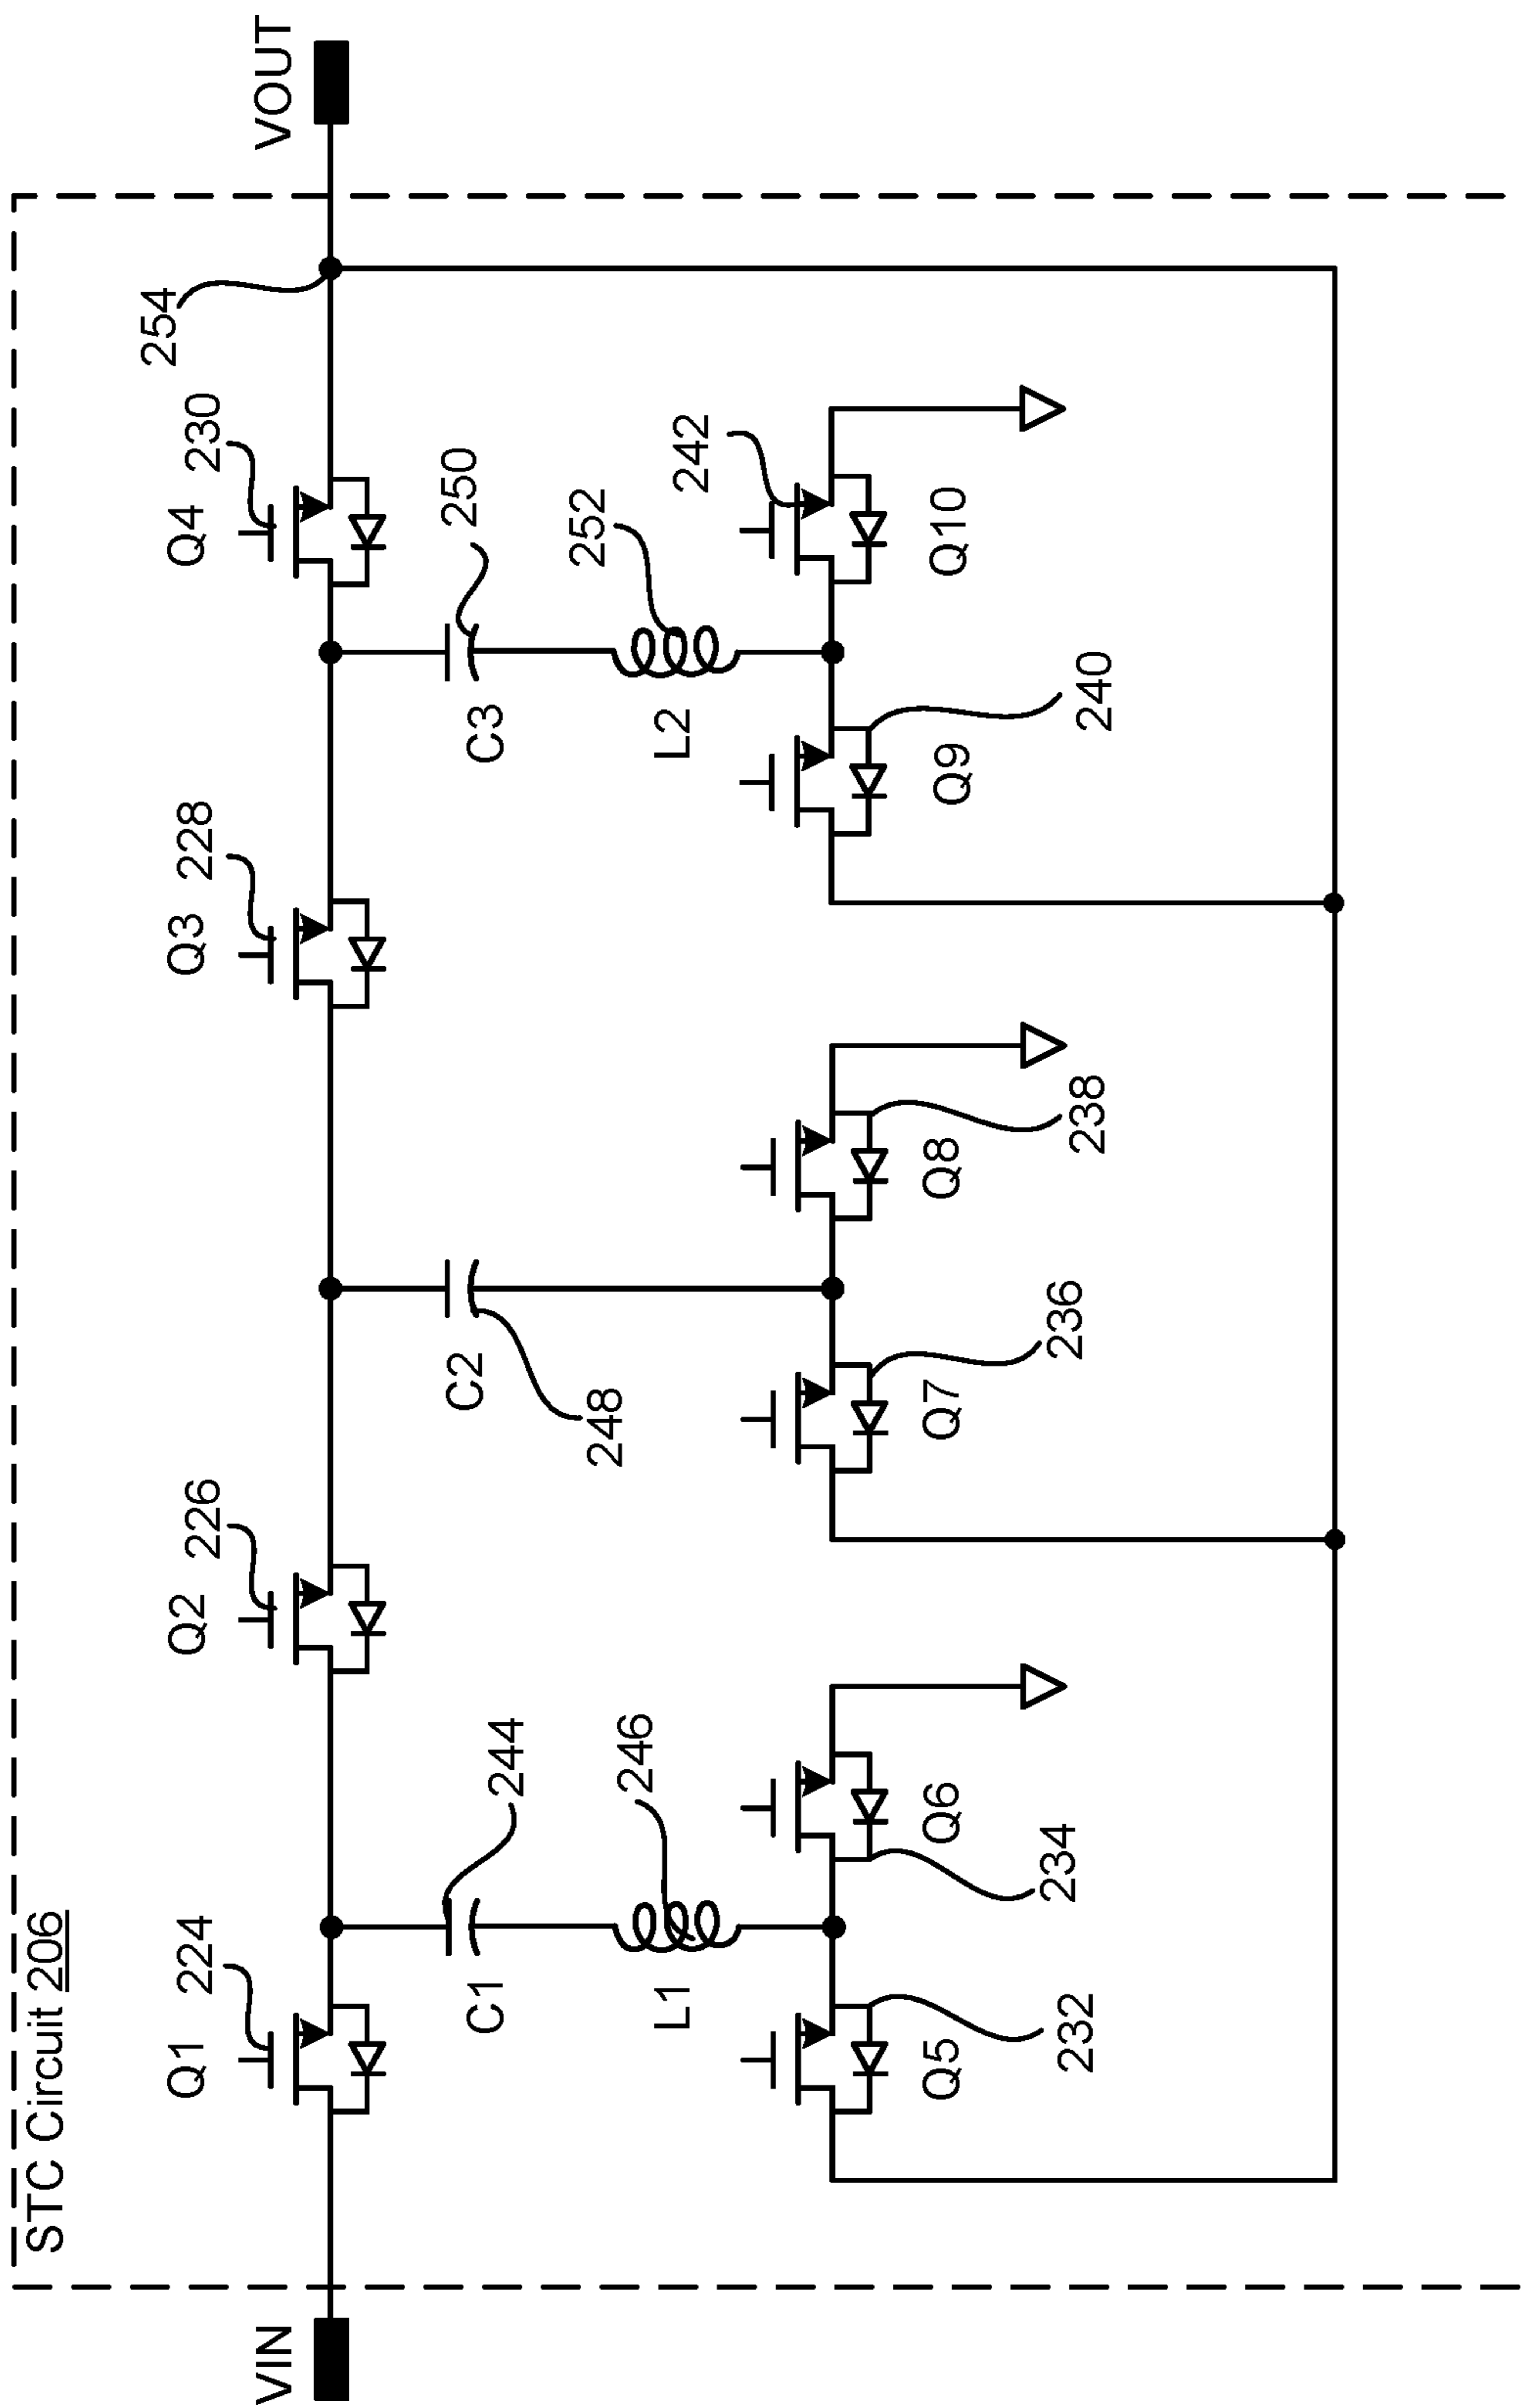 STC Circuit 206
VIN
VOUT
Q1
224
Q2
226
Q3
228
Q4
230
254
C1
244
L1
246
C2
248
C3
250
L2
252
Q5
232
Q6
234
Q7
236
Q8
238
Q9
240
Q10
242